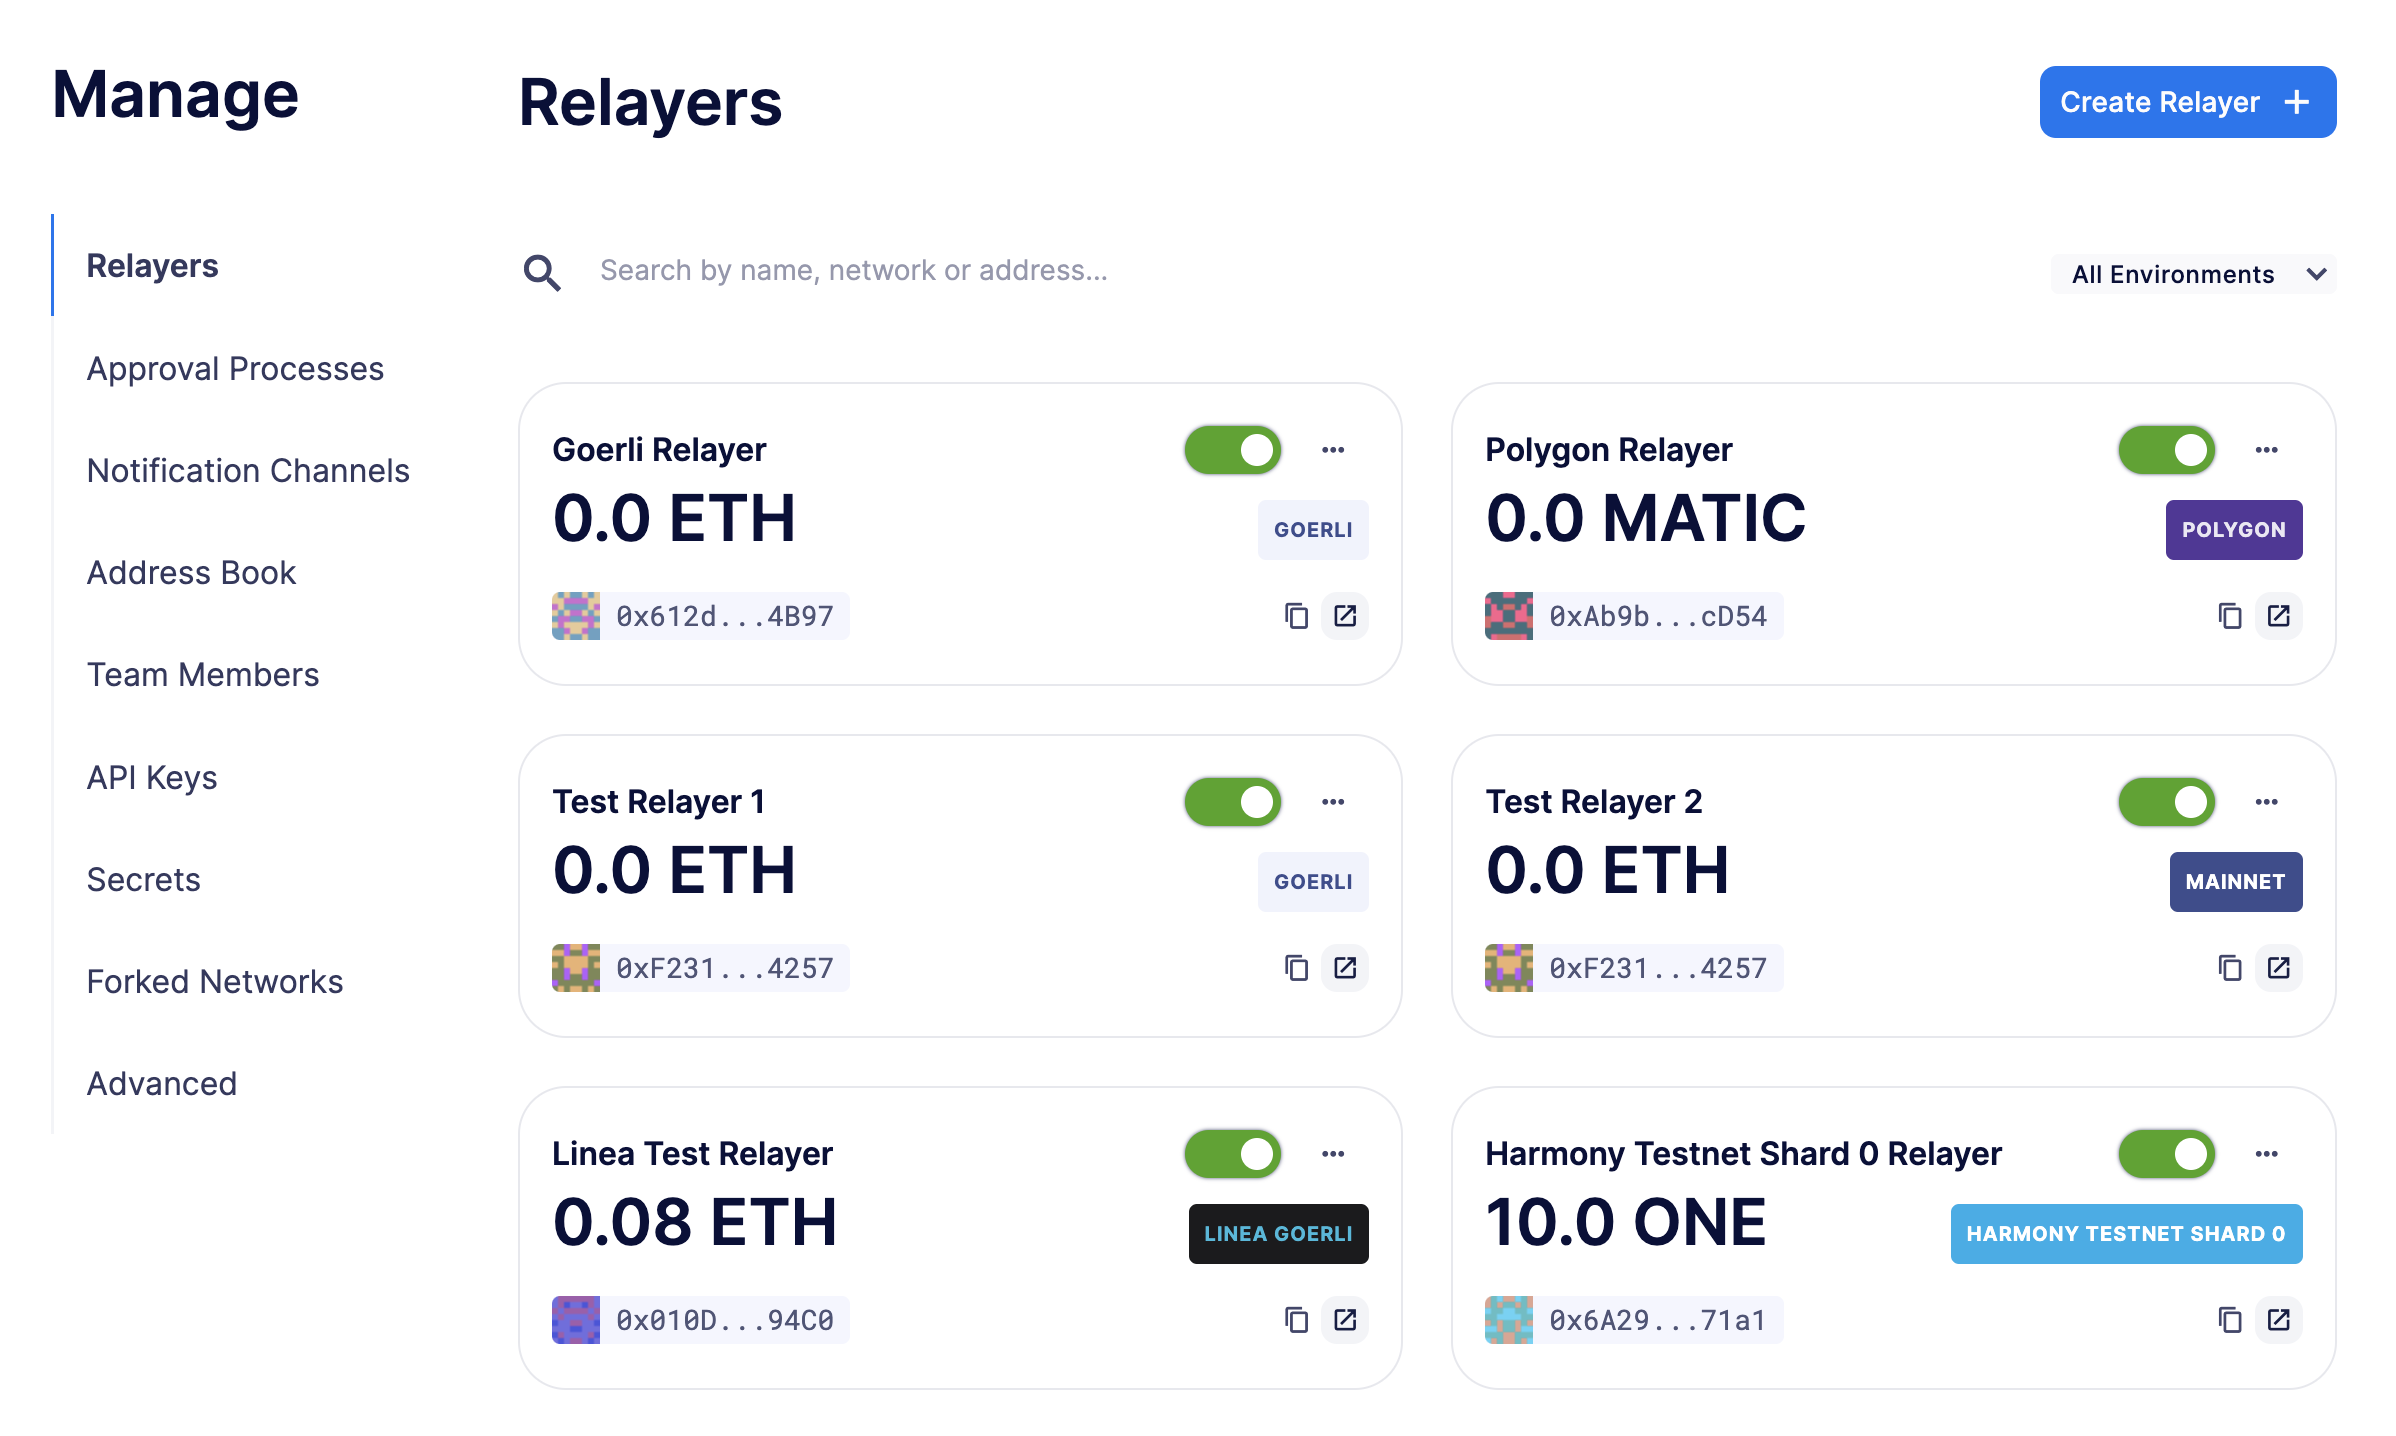 Manage
Relayers
Approval Processes
Notification Channels
Address Book
Team Members
API Keys
Secrets
Forked Networks
Advanced
Relayers
Create Relayer +
Search by name, network or address...
All Environments
Goerli Relayer
0.0 ETH
GOERLI
0x612d...4B97
Polygon Relayer
0.0 MATIC
POLYGON
0xAb9b...cD54
Test Relayer 1
0.0 ETH
GOERLI
0xF231...4257
Test Relayer 2
0.0 ETH
MAINNET
0xF231...4257
Linea Test Relayer
0.08 ETH
LINEA GOERLI
0x010D...94C0
Harmony Testnet Shard 0 Relayer
10.0 ONE
HARMONY TESTNET SHARD 0
0x6A29...71a1